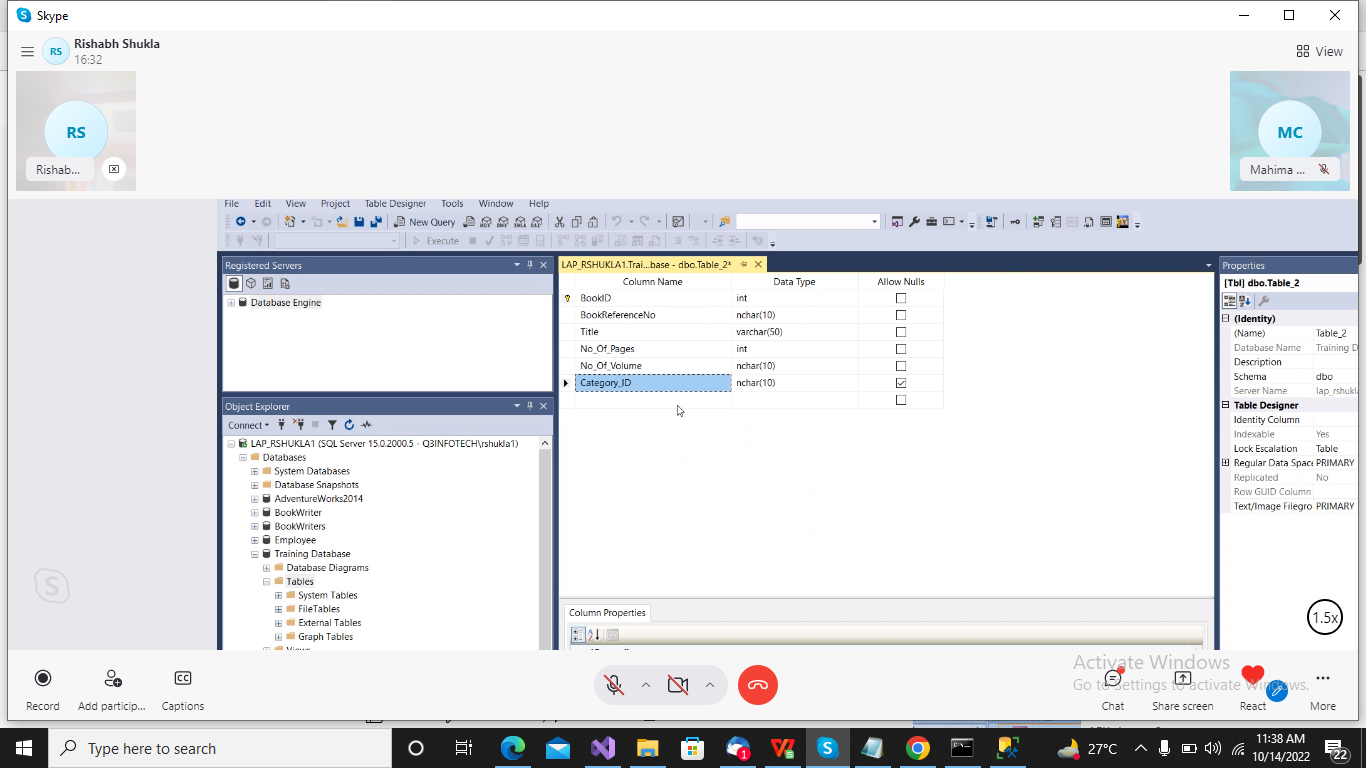 Skype
RS
Rishabh Shukla
16:32
View
RS
Rishab...
MC
Mahima ...
File Edit View Project Table Designer Tools Window Help
New Query
Execute
Registered Servers
Database Engine
Object Explorer
Connect
LAP_RSHUKLA1 (SQL Server 15.0.2000.5 - Q3INFOTECH\rshukla1)
Databases
System Databases
Database Snapshots
AdventureWorks2014
BookWriter
BookWriters
Employee
Training Database
Database Diagrams
Tables
System Tables
FileTables
External Tables
Graph Tables
Views
LAP_RSHUKLA1.Trai...base - dbo.Table_2*
Column Name Data Type Allow Nulls
BookID int
BookReferenceNo nchar(10)
Title varchar(50)
No_Of_Pages int
No_Of_Volume nchar(10)
Category_ID nchar(10)
Column Properties
Properties
[Tbl] dbo.Table_2
(Identity)
(Name) Table_2
Database Name Training D
Description
Schema dbo
Server Name lap_rshukl
Table Designer
Identity Column
Indexable Yes
Lock Escalation Table
Regular Data Space PRIMARY
Replicated No
Row GUID Column
Text/Image Filegro PRIMARY
1.5x
Activate Windows
Go to Settings to activate Windows.
Record
Add particip...
CC
Captions
Chat
Share screen
React
More
Type here to search
1
27°C
11:38 AM
10/14/2022
22